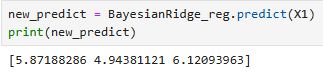 new_predict = BayesianRidge_reg.predict(X1)
print(new_predict)
[5.87188286 4.94381121 6.12093963]